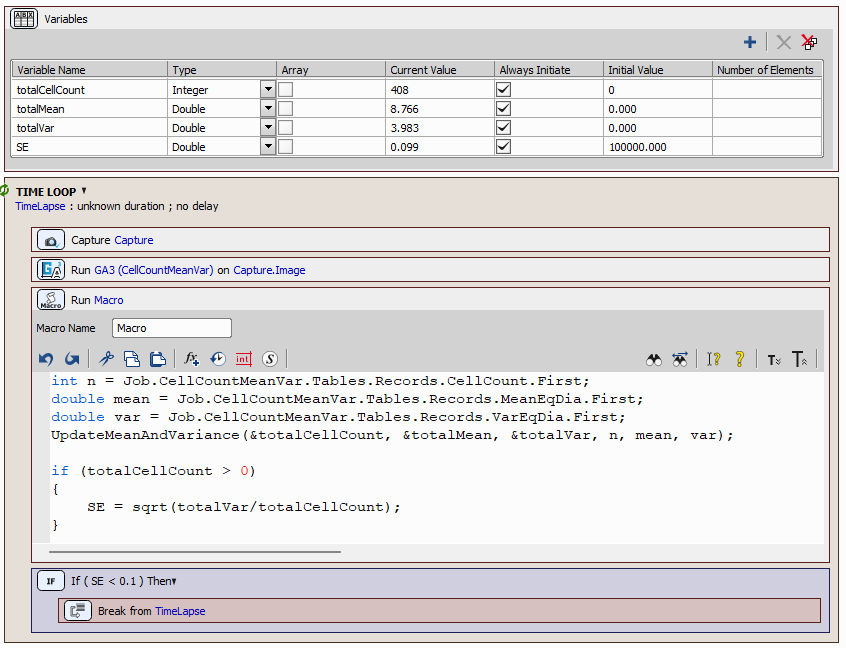 Variables
Variable Name Type Array Current Value Always Initiate Initial Value Number of Elements
totalCellCount Integer 408 0
totalMean Double 8.766 0.000
totalVar Double 3.983 0.000
SE Double 0.099 100000.000
TIME LOOP
TimeLapse : unknown duration ; no delay
Capture Capture
Run GA3 (CellCountMeanVar) on Capture.Image
Macro Run Macro
Macro Name Macro
int n = Job.CellCountMeanVar.Tables.Records.CellCount.First;
double mean = Job.CellCountMeanVar.Tables.Records.MeanEqDia.First;
double var = Job.CellCountMeanVar.Tables.Records.VarEqDia.First;
UpdateMeanAndVariance(&totalCellCount, &totalMean, &totalVar, n, mean, var);
if (totalCellCount > 0)
{
SE = sqrt(totalVar/totalCellCount);
}
IF If ( SE < 0.1 ) Then
Break from TimeLapse